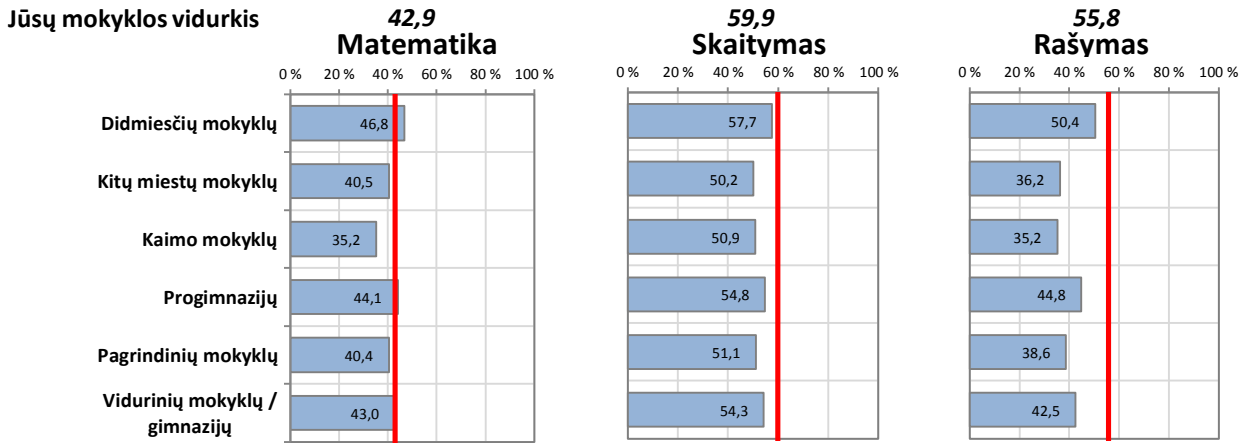 Jūsų mokyklos vidurkis 42,9 59,9 55,8
Matematika Skaitymas Rašymas
0 % 20 % 40 % 60 % 80 % 100 % 0 % 20 % 40 % 60 % 80 % 100 % 0 % 20 % 40 % 60 % 80 % 100 %
Didmiesčių mokyklų 46,8 57,7 50,4
Kitų miestų mokyklų 40,5 50,2 36,2
Kaimo mokyklų 35,2 50,9 35,2
Progimnazijų 44,1 54,8 44,8
Pagrindinių mokyklų 40,4 51,1 38,6
Vidurinių mokyklų / 43,0 54,3 42,5
gimnazijų